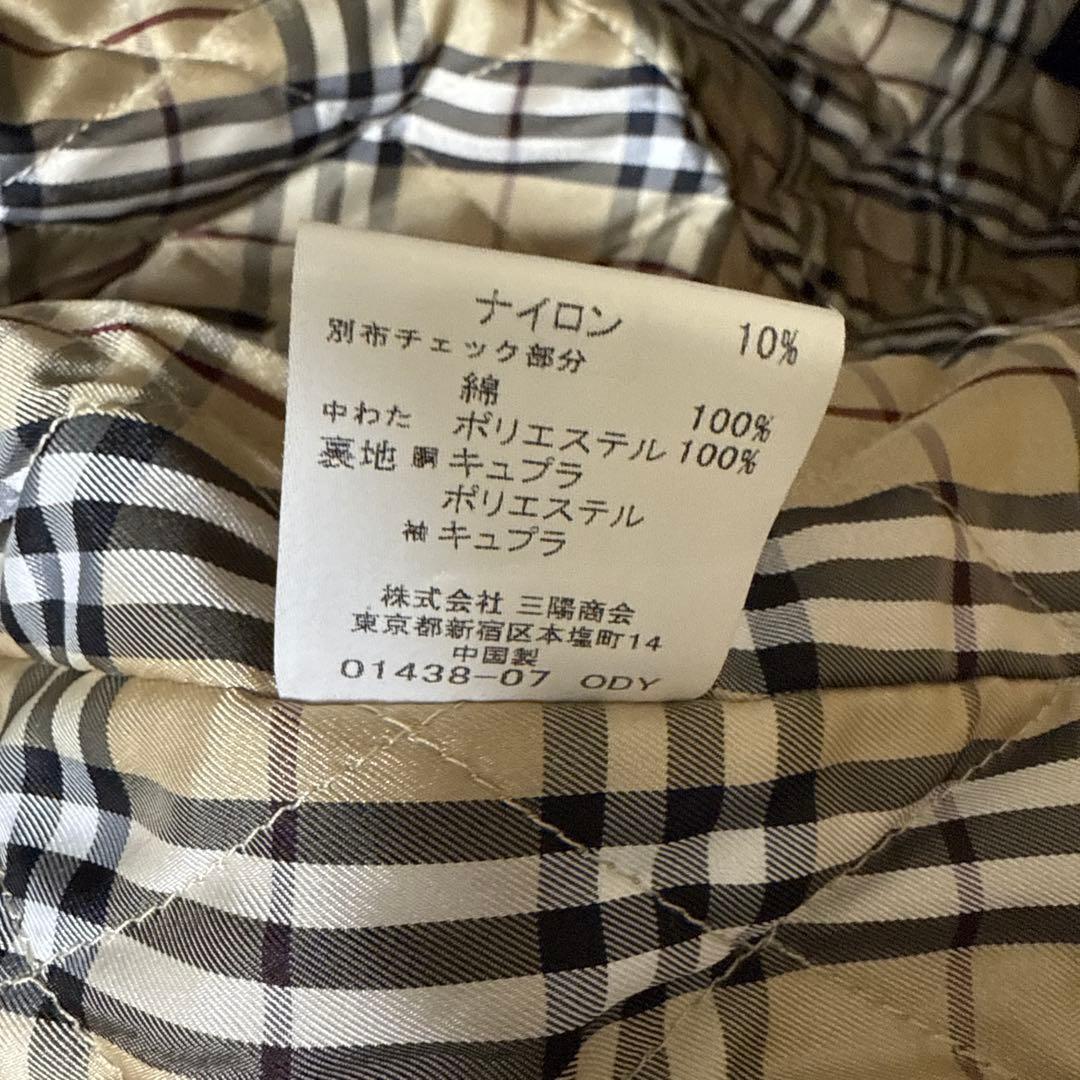 ナイロン 10%
別布チェック部分
綿 100%
中わた ポリエステル 100%
裏地 胴 キュプラ
ポリエステル
袖 キュプラ
株式会社 三陽商会
東京都新宿区本塩町14
中国製
01438-07 ODY